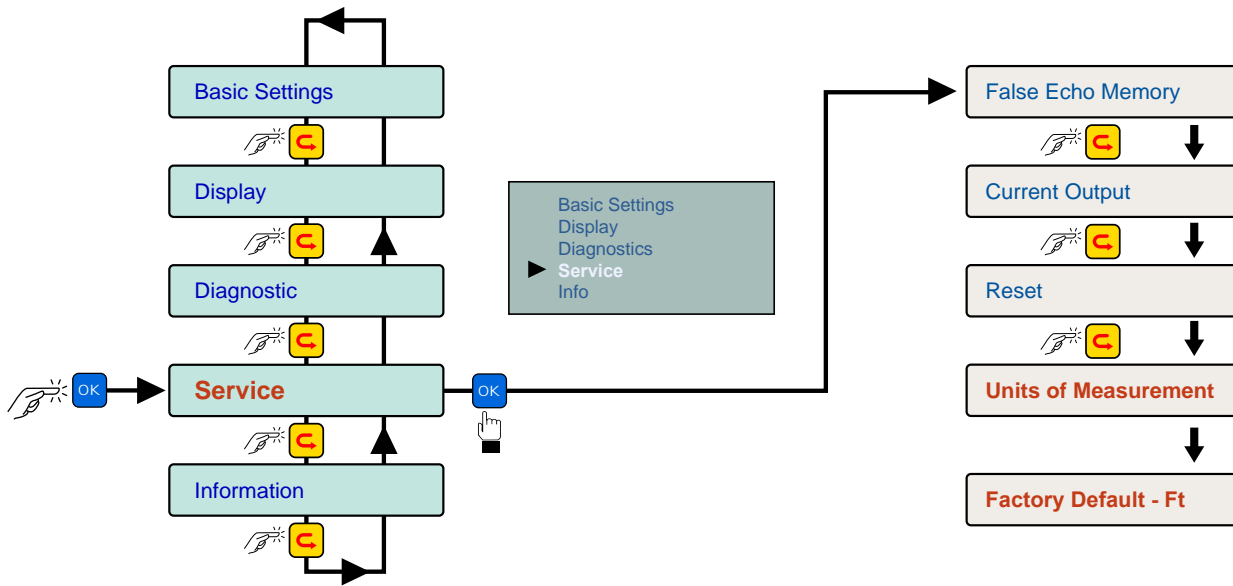 Basic Settings
Display
Diagnostic
OK
Service
OK
Information
Basic Settings
Display
Diagnostics
Service
Info
False Echo Memory
Current Output
Reset
Units of Measurement
Factory Default - Ft